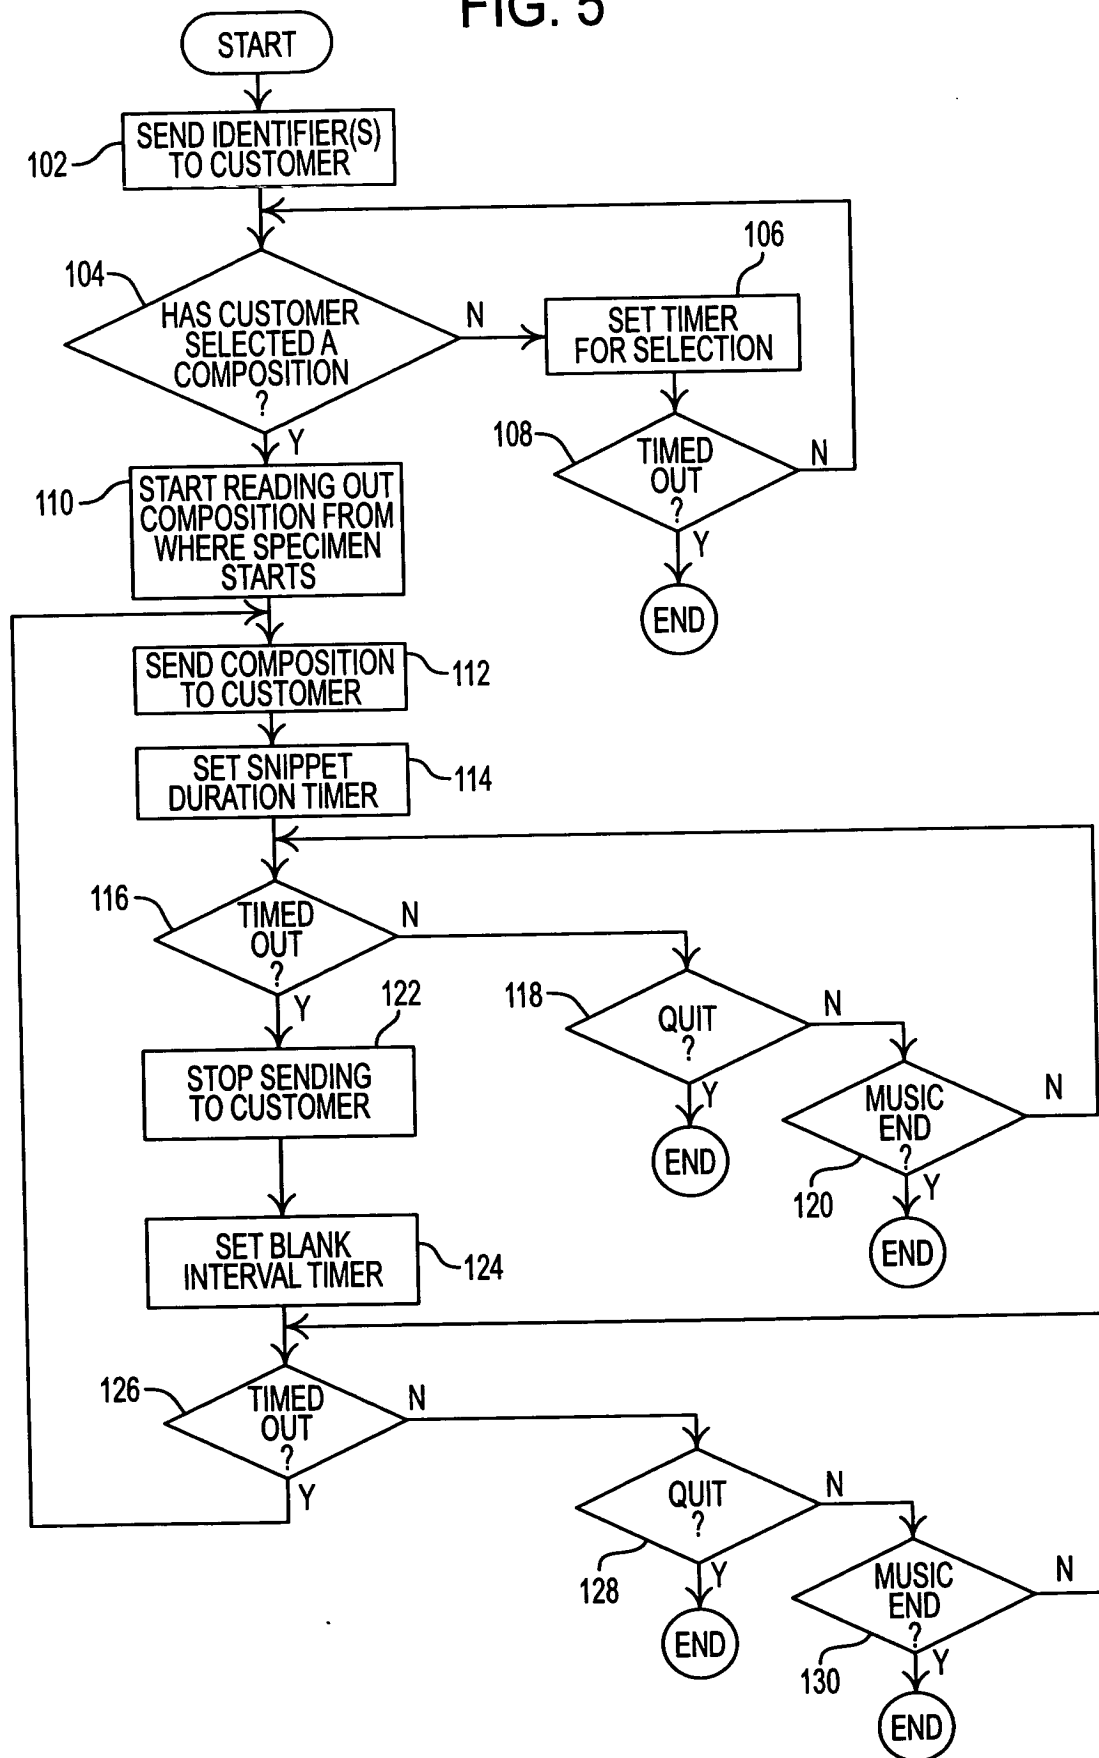 FIG. 5
START
SEND IDENTIFIER(S)
TO CUSTOMER
102
104
HAS CUSTOMER
SELECTED A
COMPOSITION
?
N
Y
106
SET TIMER
FOR SELECTION
108
TIMED
OUT
?
N
Y
END
110
START READING OUT
COMPOSITION FROM
WHERE SPECIMEN
STARTS
SEND COMPOSITION
TO CUSTOMER
112
SET SNIPPET
DURATION TIMER
114
116
TIMED
OUT
?
N
Y
118
QUIT
?
N
Y
END
MUSIC
END
?
N
Y
120
END
122
STOP SENDING
TO CUSTOMER
SET BLANK
INTERVAL TIMER
124
126
TIMED
OUT
?
N
Y
QUIT
?
N
Y
128
END
MUSIC
END
?
N
Y
130
END